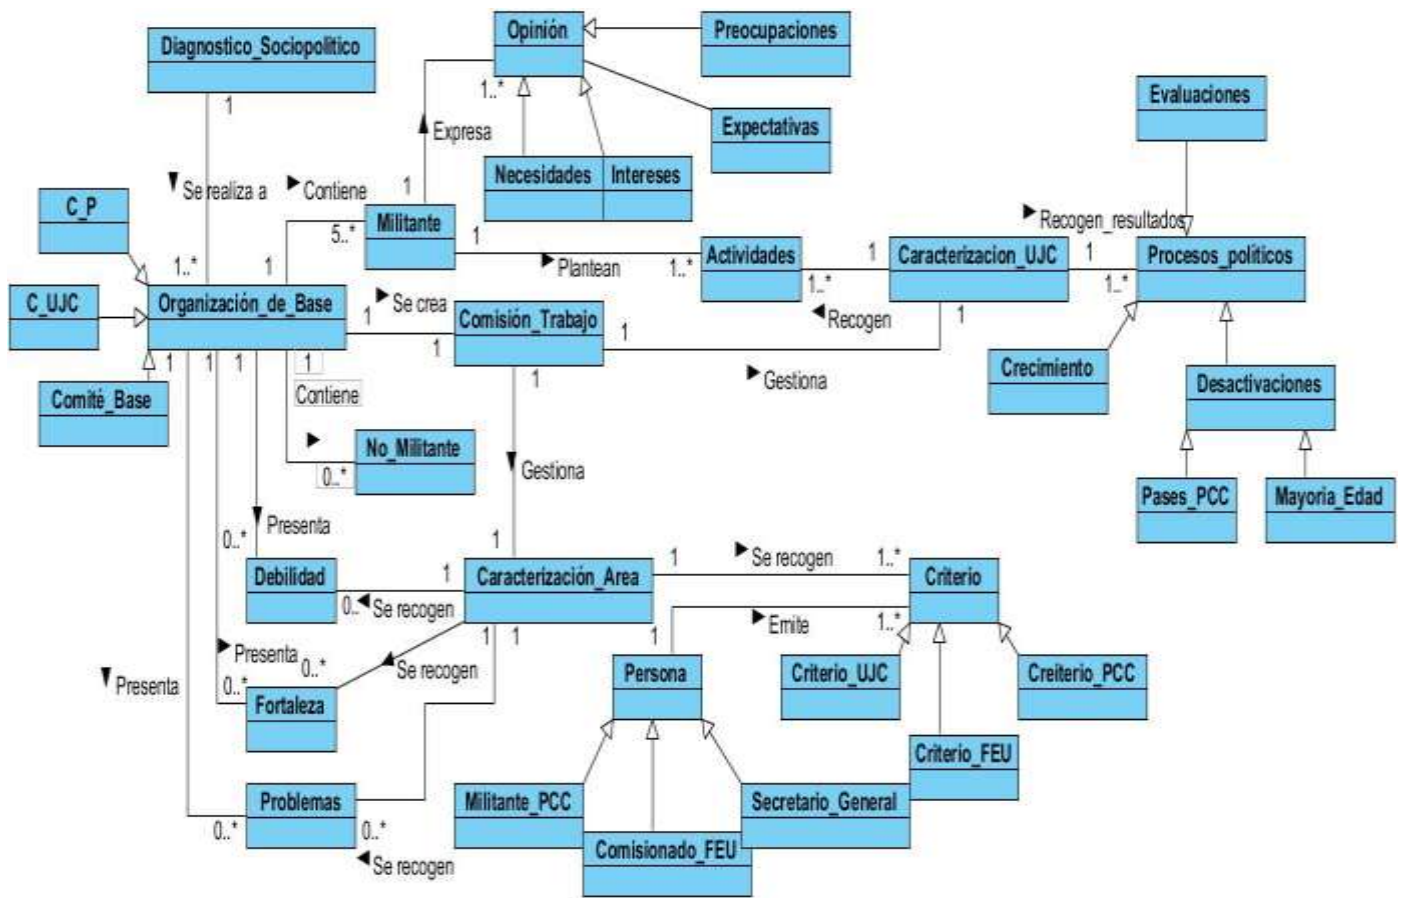 Opinión
Preocupaciones
Diagnostico_Sociopolitico
1
1..*
Expresa
Expectativas
Evaluaciones
Necesidades
Intereses
Se realiza a
Contiene
1
C_P
Militante
5..*
1
Plantean
1..*
Actividades
1
1..*
Recogen
Caracterizacion_UJC
1
1
Recogen_resultados
1..*
Procesos_politicos
1..*
1
C_UJC
Organización_de_Base
Se crea
1
1
Comisión_Trabajo
1
1
Gestiona
Crecimiento
Desactivaciones
Comité_Base
1
1
1
1
Contiene
No_Militante
0..*
Gestiona
Pases_PCC
Mayoria_Edad
Presenta
0..*
1
Debilidad
0..
Se recogen
1
Caracterización_Area
1
Se recogen
1..*
Criterio
1
1
1
Emite
1..*
Presenta
0..*
Se recogen
Presenta
0..*
Fortaleza
Persona
Criterio_UJC
Creiterio_PCC
Criterio_FEU
Problemas
0..*
0..*
Se recogen
Militante_PCC
Secretario_General
Comisionado_FEU